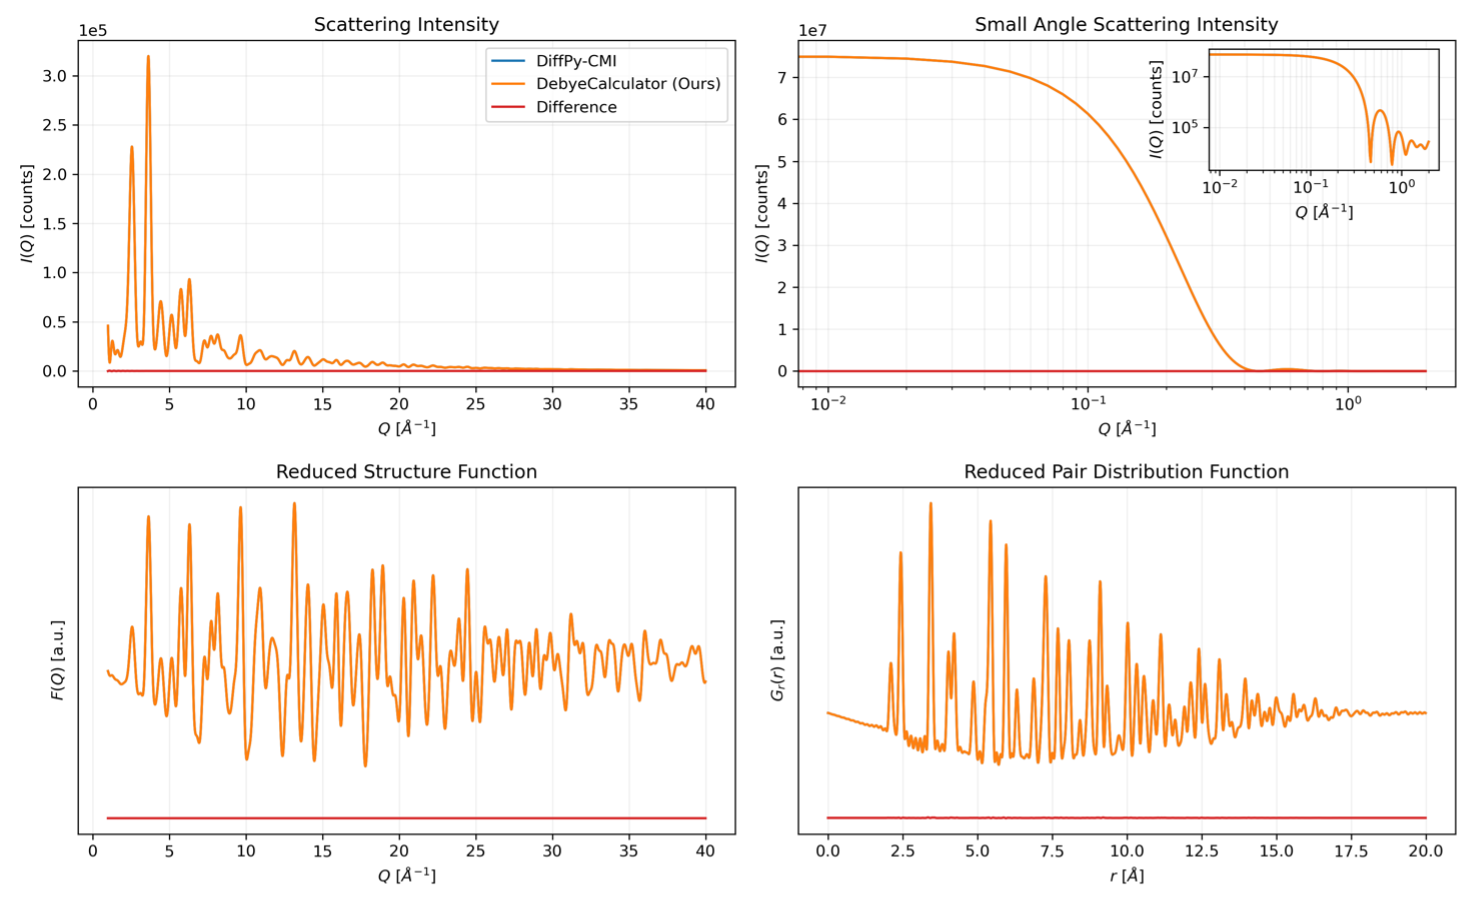 Scattering Intensity
1e5
3.0
2.5
2.0
1.5
1.0
0.5
0.0
I(Q) [counts]
DiffPy-CMI
DebyeCalculator (Ours)
Difference
0 5 10 15 20 25 30 35 40
Q [Å⁻¹]
Small Angle Scattering Intensity
1e7
7
6
5
4
3
2
1
0
I(Q) [counts]
10⁻² 10⁻¹ 10⁰
Q [Å⁻¹]
10⁷
10⁵
I(Q) [counts]
10⁻² 10⁻¹ 10⁰
Q [Å⁻¹]
Reduced Structure Function
F(Q) [a.u.]
0 5 10 15 20 25 30 35 40
Q [Å⁻¹]
Reduced Pair Distribution Function
Gᵣ(r) [a.u.]
0.0 2.5 5.0 7.5 10.0 12.5 15.0 17.5 20.0
r [Å]